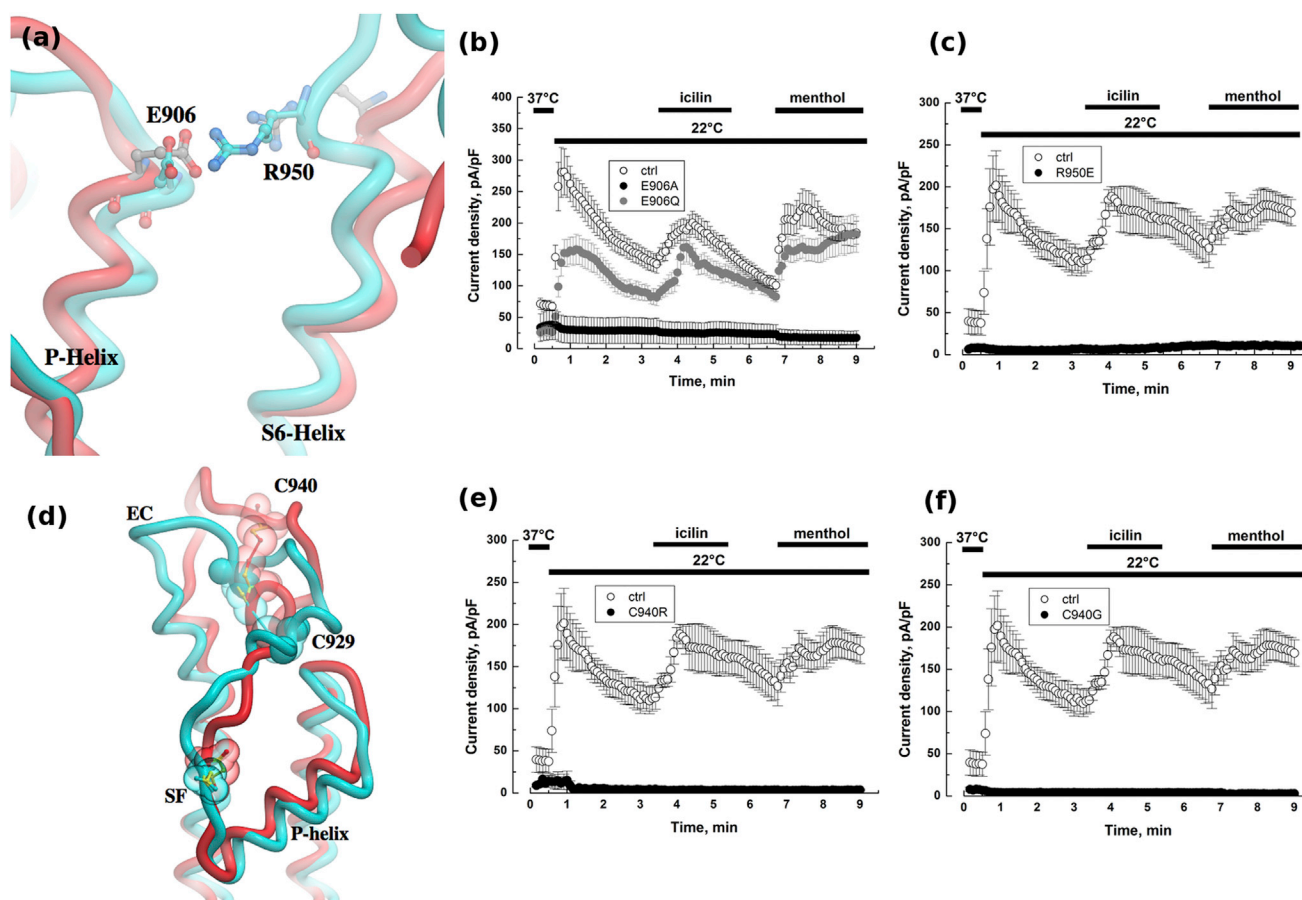 (a)
E906
R950
P-Helix
S6-Helix
(b)
37°C
icilin
menthol
22°C
ctrl
E906A
E906Q
Current density, pA/pF
400
350
300
250
200
150
100
50
0
0 1 2 3 4 5 6 7 8 9
Time, min
(c)
37°C
icilin
menthol
22°C
ctrl
R950E
Current density, pA/pF
300
250
200
150
100
50
0
0 1 2 3 4 5 6 7 8 9
Time, min
(d)
C940
EC
C929
SF
P-helix
(e)
37°C
icilin
menthol
22°C
ctrl
C940R
Current density, pA/pF
300
250
200
150
100
50
0
0 1 2 3 4 5 6 7 8 9
Time, min
(f)
37°C
icilin
menthol
22°C
ctrl
C940G
Current density, pA/pF
300
250
200
150
100
50
0
0 1 2 3 4 5 6 7 8 9
Time, min